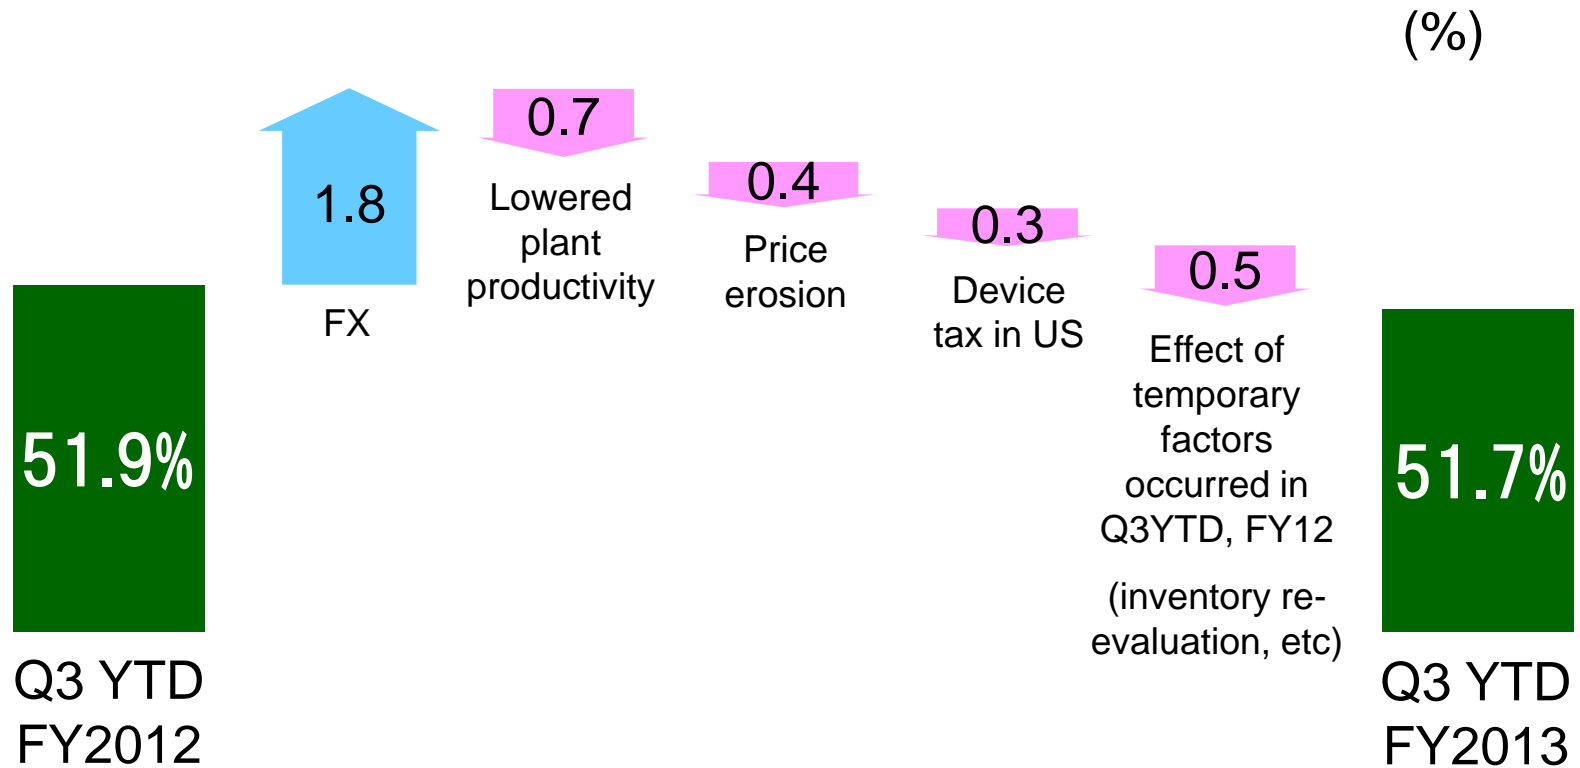 (%)
51.9%
Q3 YTD
FY2012
1.8
FX
0.7
Lowered
plant
productivity
0.4
Price
erosion
0.3
Device
tax in US
0.5
Effect of
temporary
factors
occurred in
Q3YTD, FY12
(inventory re-
evaluation, etc)
51.7%
Q3 YTD
FY2013